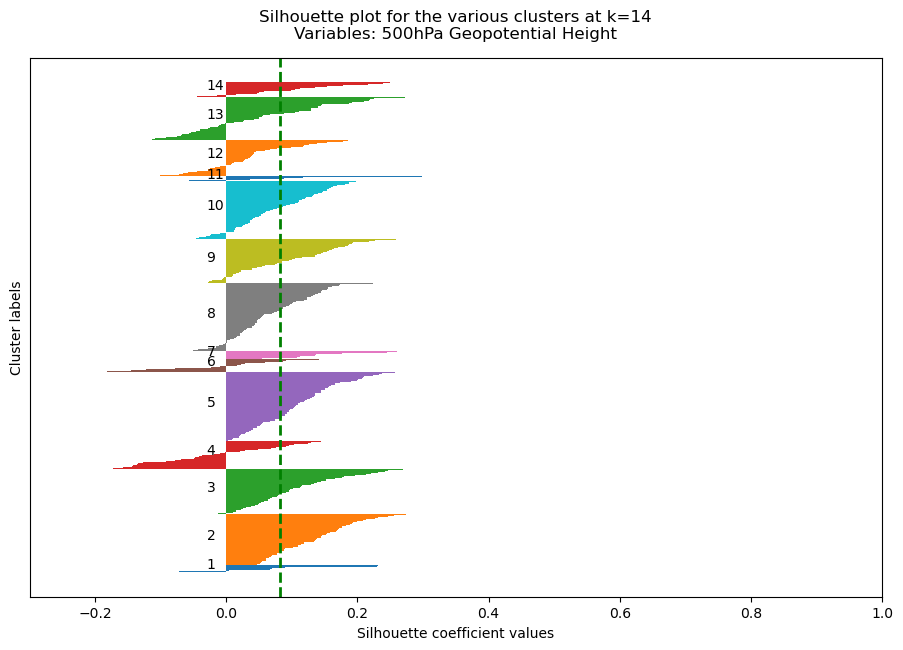 Silhouette plot for the various clusters at k=14
Variables: 500hPa Geopotential Height
14
13
12
11
10
9
8
7
6
5
4
3
2
1
Cluster labels
−0.2 0.0 0.2 0.4 0.6 0.8 1.0
Silhouette coefficient values